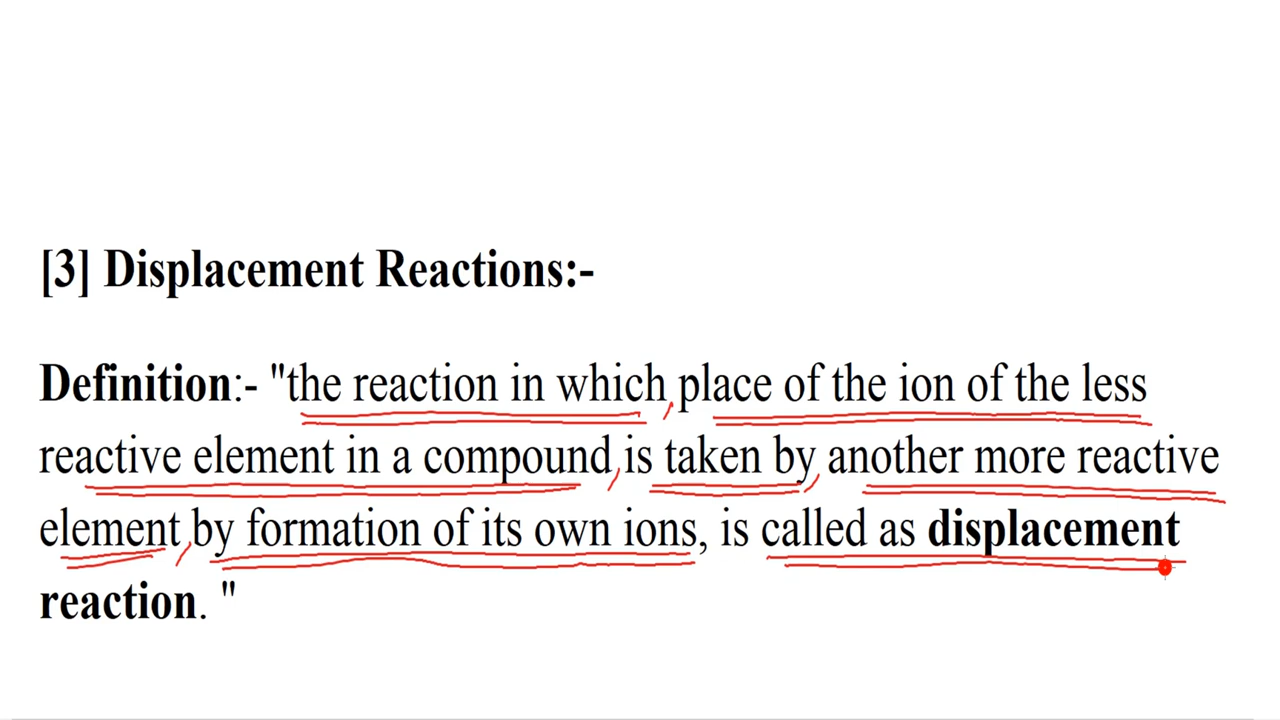 [3] Displacement Reactions:-
Definition:- "the reaction in which, place of the ion of the less
reactive element in a compound, is taken by, another more reactive
element, by formation of its own ions, is called as displacement
reaction. "